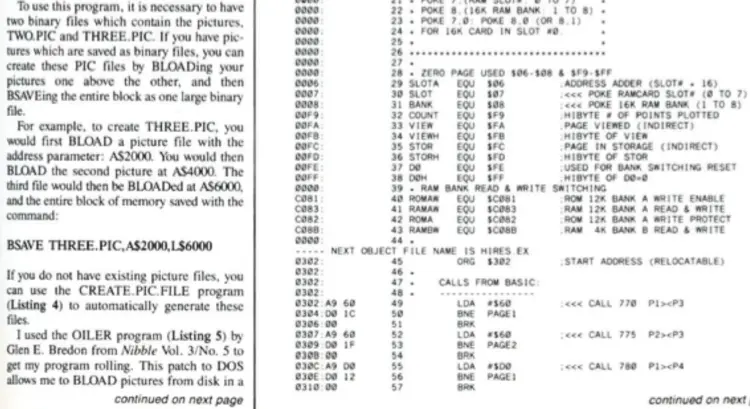 To use this program, it is necessary to have
two binary files which contain the pictures,
TWO.PIC and THREE.PIC. If you have pic-
tures which are saved as binary files, you can
create these PIC files by BLOADing your
pictures one above the other, and then
BSAVEing the entire block as one large binary
file.
For example, to create THREE.PIC, you
would first BLOAD a picture file with the
address parameter: A$2000. You would then
BLOAD the second picture at A$4000. The
third file would then be BLOADed at A$6000,
and the entire block of memory saved with the
command:
BSAVE THREE.PIC,A$2000,L$6000
If you do not have existing picture files, you
can use the CREATE.PIC.FILE program
(Listing 4) to automatically generate these
files.
I used the OILER program (Listing 5) by
Glen E. Bredon from Nibble Vol. 3/No. 5 to
get my program rolling. This patch to DOS
allows me to BLOAD pictures from disk in a
continued on next page
0000: 21 * POKE 7,(RAM SLOT# 0 TO 7) *
0000: 22 * POKE 8,(16K RAM BANK 1 TO 8) *
0000: 23 * POKE 7,0: POKE 8,0 (OR 8,1) *
0000: 24 * FOR 16K CARD IN SLOT #0. *
0000: 25 *
0000: 26 *********************************
0000: 27 *
0000: 28 * ZERO PAGE USED $06-$08 & $F9-$FF
0006: 29 SLOTA EQU $06 ;ADDRESS ADDER (SLOT# * 16)
0007: 30 SLOT EQU $07 ;<<< POKE RAMCARD SLOT# (0 TO 7)
0008: 31 BANK EQU $08 ;<<< POKE 16K RAM BANK (1 TO 8)
00F9: 32 COUNT EQU $F9 ;HIBYTE # OF POINTS PLOTTED
00FA: 33 VIEW EQU $FA ;PAGE VIEWED (INDIRECT)
00FB: 34 VIEWH EQU $FB ;HIBYTE OF VIEW
00FC: 35 STOR EQU $FC ;PAGE IN STORAGE (INDIRECT)
00FD: 36 STORH EQU $FD ;HIBYTE OF STOR
00FE: 37 D0 EQU $FE ;USED FOR BANK SWITCHING RESET
00FF: 38 D0H EQU $FF ;HIBYTE OF D0=0
0000: 39 * RAM BANK READ & WRITE SWITCHING
C081: 40 ROMAW EQU $C081 ;ROM 12K BANK A WRITE ENABLE
C083: 41 RAMAW EQU $C083 ;RAM 12K BANK A READ & WRITE
C082: 42 ROMA EQU $C082 ;ROM 12K BANK A WRITE PROTECT
C08B: 43 RAMBW EQU $C08B ;RAM 4K BANK B READ & WRITE
0000: 44 *
----- NEXT OBJECT FILE NAME IS HIRES.EX
0302: 45 ORG $302 ;START ADDRESS (RELOCATABLE)
0302: 46 *
0302: 47 * CALLS FROM BASIC:
0302: 48 * ----------------
0302:A9 60 49 LDA #$60 ;<<< CALL 770 P1><P3
0304:D0 1C 50 BNE PAGE1
0306:00 51 BRK
0307:A9 60 52 LDA #$60 ;<<< CALL 775 P2><P3
0309:D0 1F 53 BNE PAGE2
030B:00 54 BRK
030C:A9 D0 55 LDA #$D0 ;<<< CALL 780 P1><P4
030E:D0 12 56 BNE PAGE1
0310:00 57 BRK
continued on next